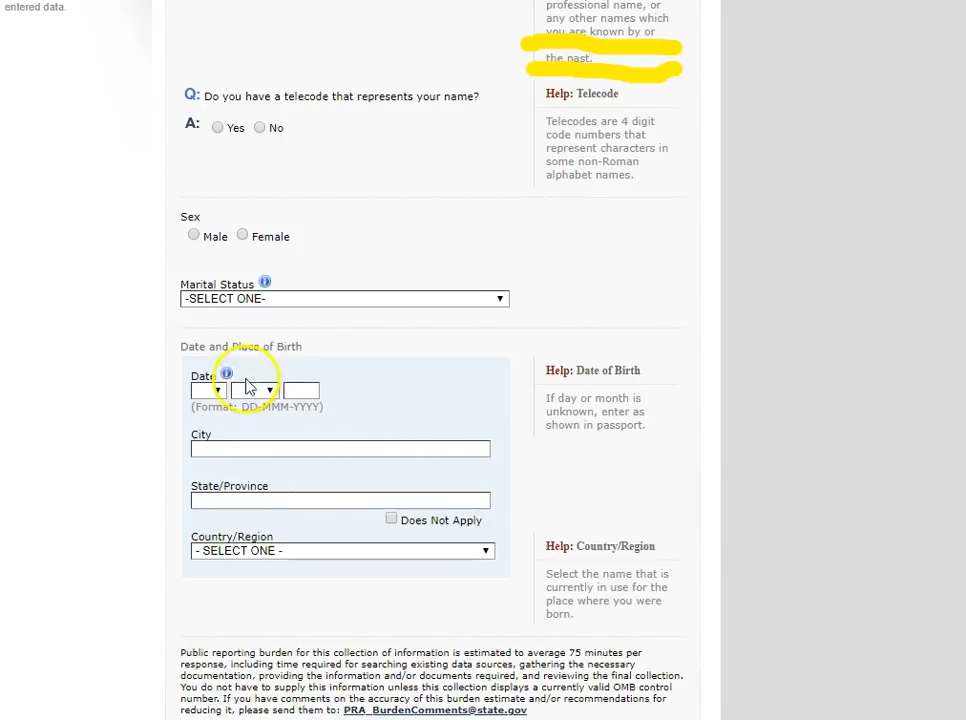 entered data.
professional name, or
any other names which
you are known by or
the past.
Q: Do you have a telecode that represents your name?
Help: Telecode
A: Yes No
Telecodes are 4 digit
code numbers that
represent characters in
some non-Roman
alphabet names.
Sex
Male Female
Marital Status
-SELECT ONE-
Date and Place of Birth
Date
(Format: DD-MMM-YYYY)
Help: Date of Birth
If day or month is
unknown, enter as
shown in passport.
City
State/Province
Does Not Apply
Country/Region
- SELECT ONE -
Help: Country/Region
Select the name that is
currently in use for the
place where you were
born.
Public reporting burden for this collection of information is estimated to average 75 minutes per
response, including time required for searching existing data sources, gathering the necessary
documentation, providing the information and/or documents required, and reviewing the final collection.
You do not have to supply this information unless this collection displays a currently valid OMB control
number. If you have comments on the accuracy of this burden estimate and/or recommendations for
reducing it, please send them to: PRA_BurdenComments@state.gov